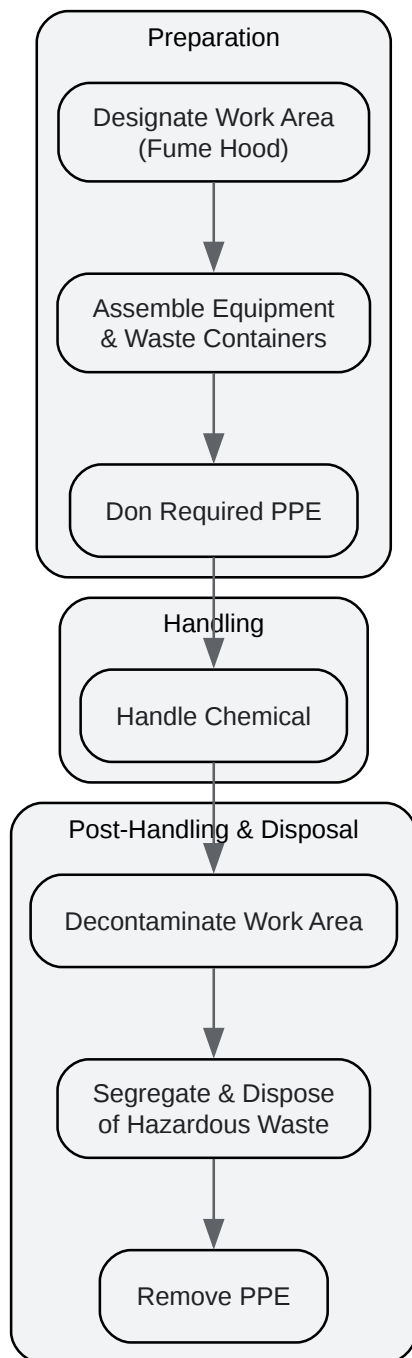 Preparation
Designate Work Area
(Fume Hood)
Assemble Equipment
& Waste Containers
Don Required PPE
Handling
Handle Chemical
Post-Handling & Disposal
Decontaminate Work Area
Segregate & Dispose
of Hazardous Waste
Remove PPE